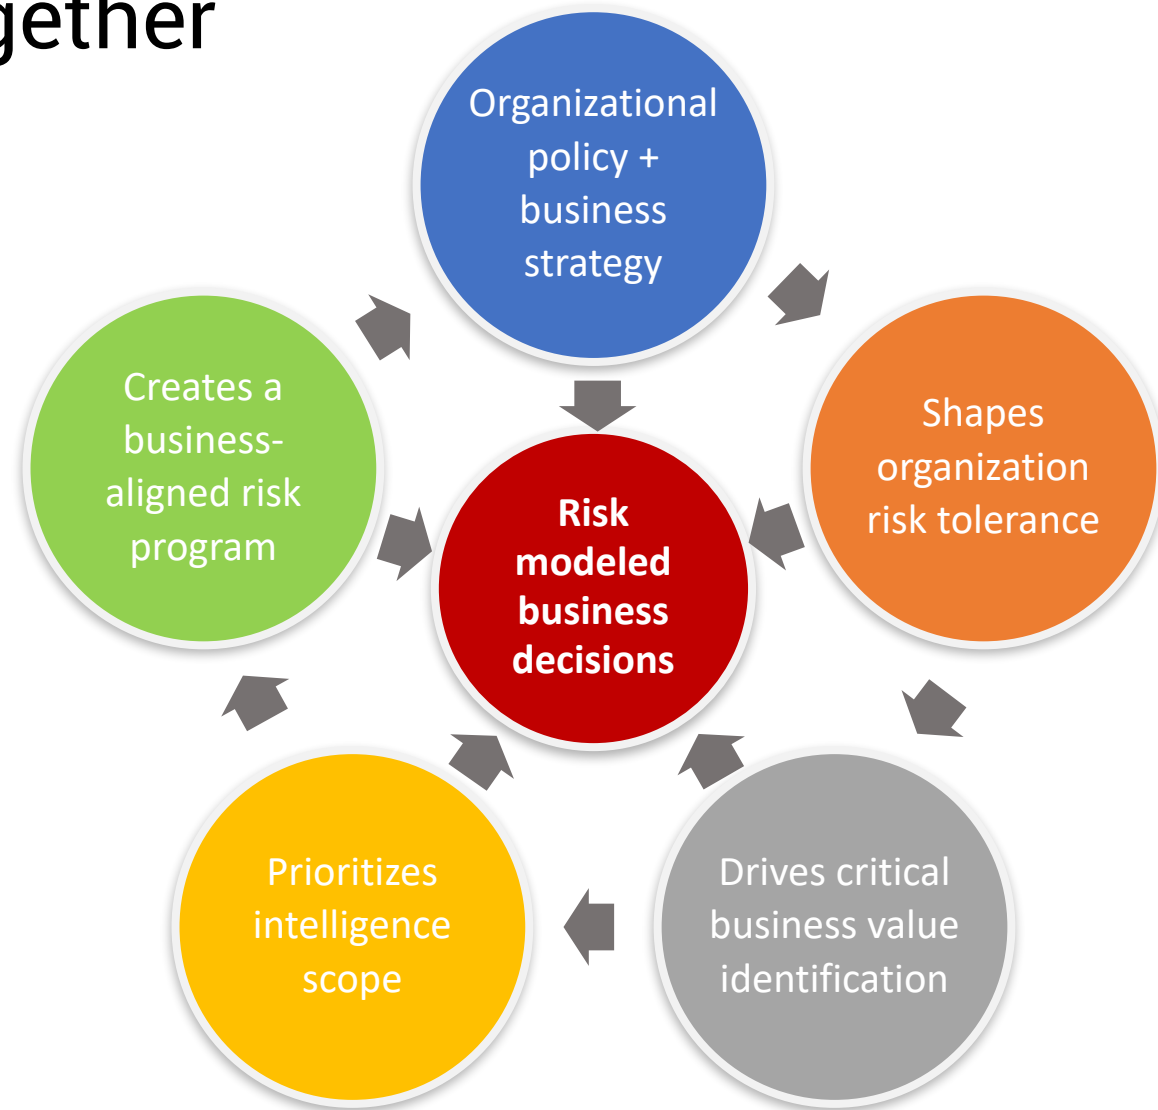 gether
Organizational
policy +
business
strategy
Shapes
organization
risk tolerance
Drives critical
business value
identification
Prioritizes
intelligence
scope
Creates a
business-
aligned risk
program
Risk
modeled
business
decisions